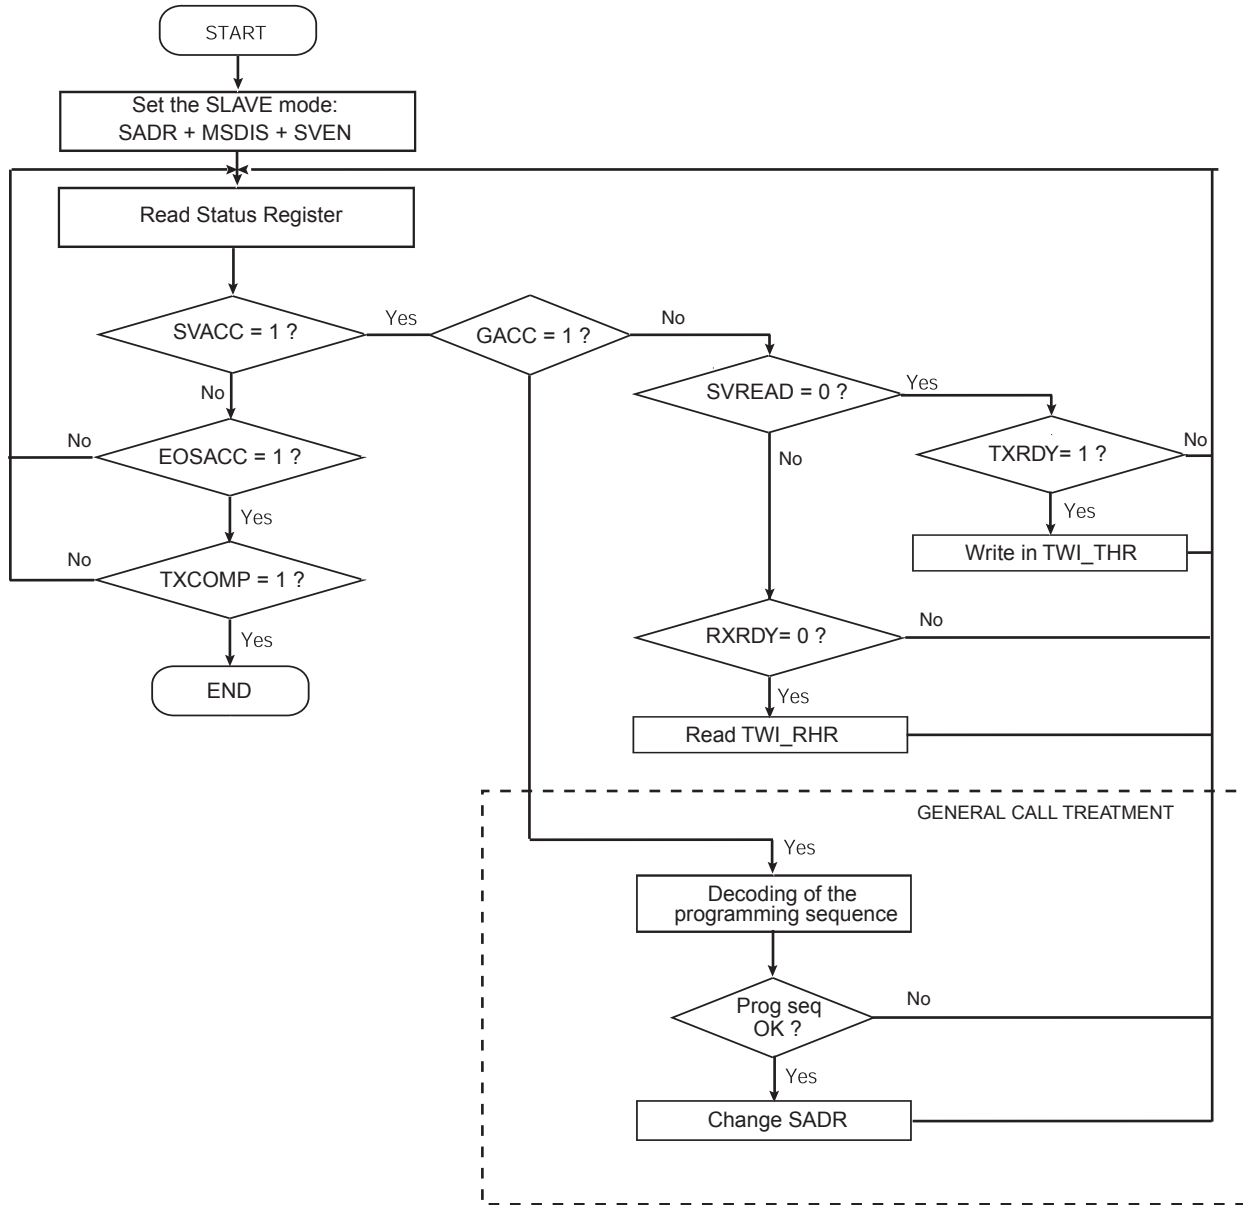 START
Set the SLAVE mode:
SADR + MSDIS + SVEN
Read Status Register
SVACC = 1 ?
Yes
GACC = 1 ?
No
SVREAD = 0 ?
Yes
No
EOSACC = 1 ?
No
TXRDY= 1 ?
No
No
Yes
Yes
Write in TWI_THR
No
TXCOMP = 1 ?
RXRDY= 0 ?
No
Yes
END
Yes
Read TWI_RHR
GENERAL CALL TREATMENT
Yes
Decoding of the
programming sequence
Prog seq
OK ?
No
Yes
Change SADR